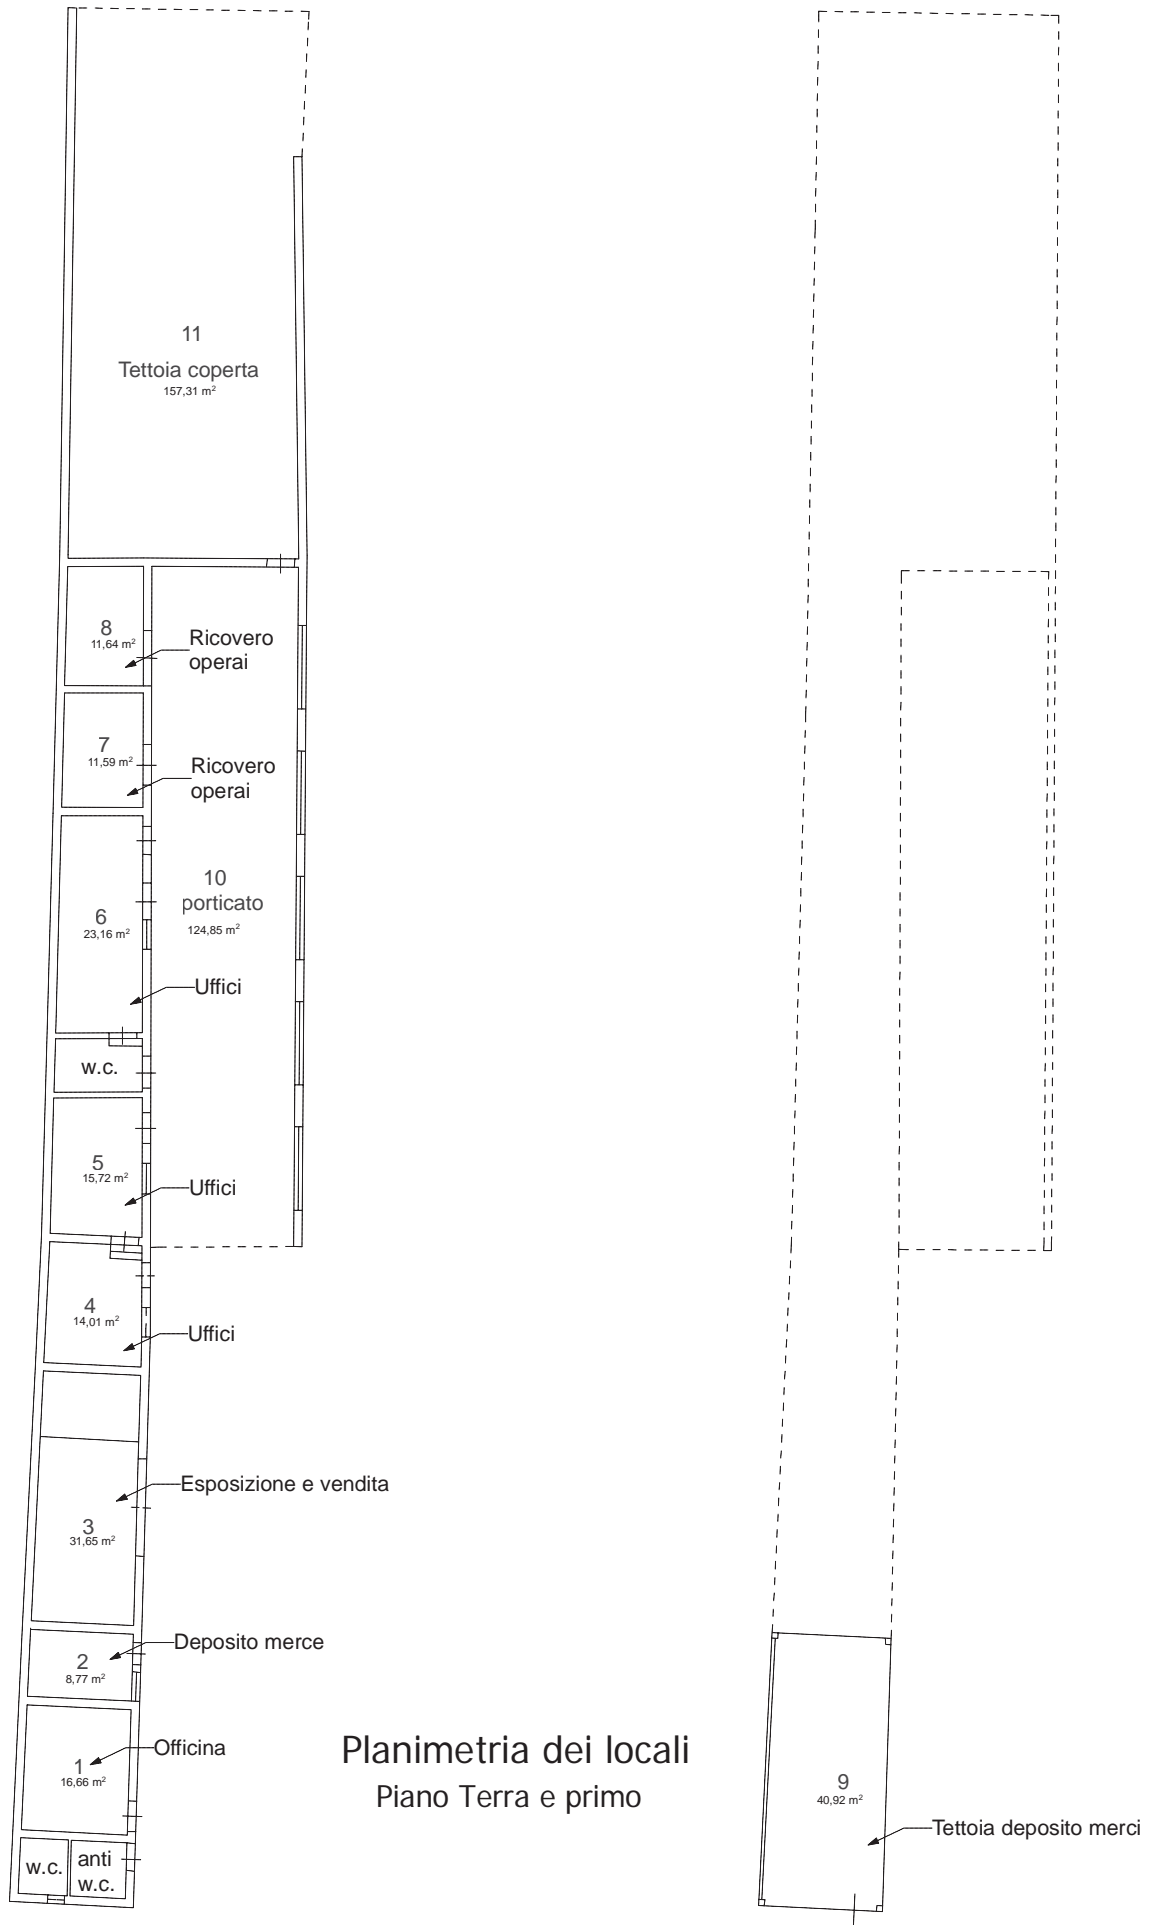 11
Tettoia coperta
157,31 m²
8
11,64 m²
Ricovero
operai
7
11,59 m²
Ricovero
operai
10
porticato
124,85 m²
6
23,16 m²
Uffici
w.c.
5
15,72 m²
Uffici
4
14,01 m²
Uffici
Esposizione e vendita
3
31,65 m²
Deposito merce
2
8,77 m²
Officina
1
16,66 m²
w.c.
anti
w.c.
Planimetria dei locali
Piano Terra e primo
9
40,92 m²
Tettoia deposito merci